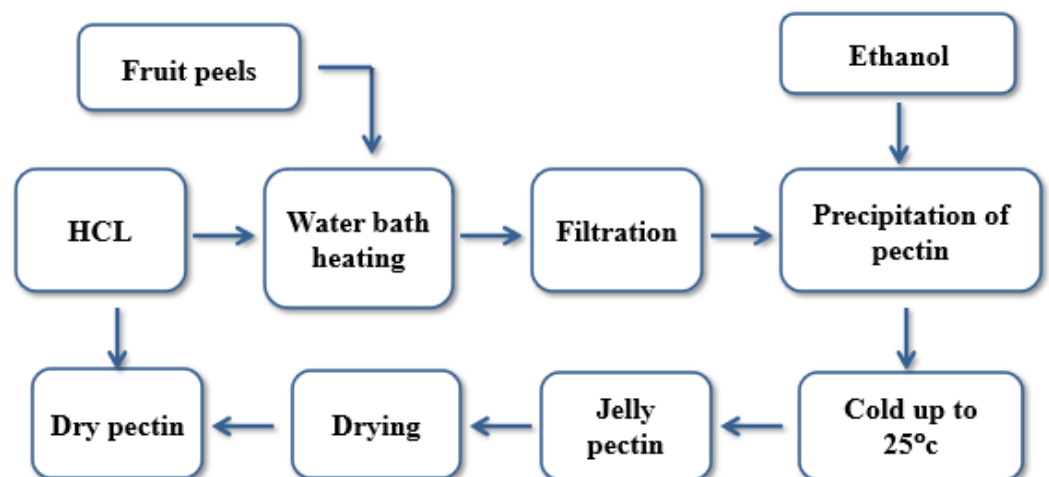 Fruit peels
Ethanol
HCL
Water bath
heating
Filtration
Precipitation of
pectin
Dry pectin
Drying
Jelly
pectin
Cold up to
25°c